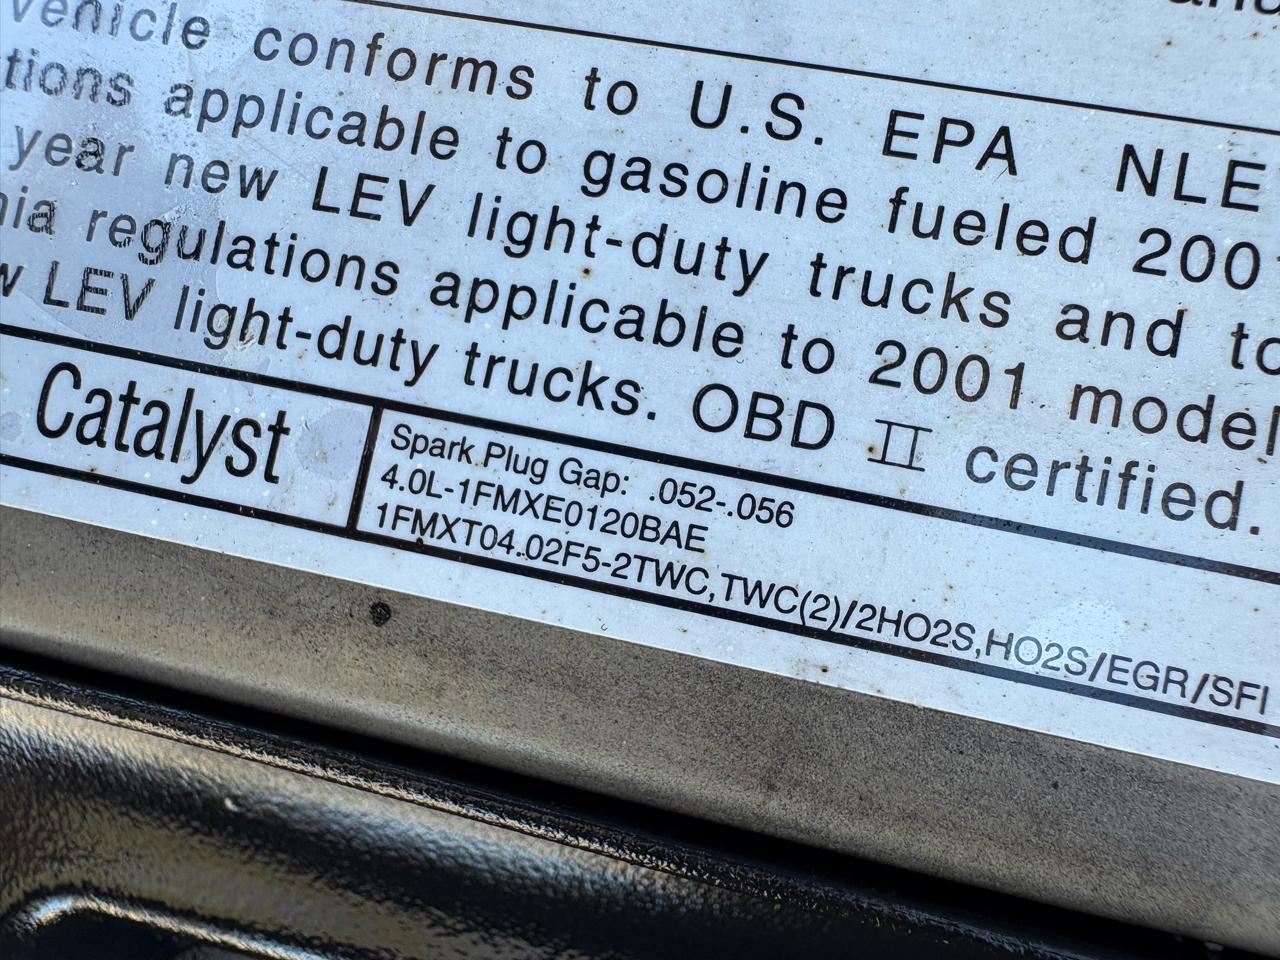 vehicle conforms to U.S. EPA NLE
tions applicable to gasoline fueled 2001
year new LEV light-duty trucks and to
nia regulations applicable to 2001 model
w LEV light-duty trucks. OBD II certified.
Catalyst
Spark Plug Gap: .052-.056
4.0L-1FMXE0120BAE
1FMXT04.02F5-2TWC,TWC(2)/2HO2S,HO2S/EGR/SFI